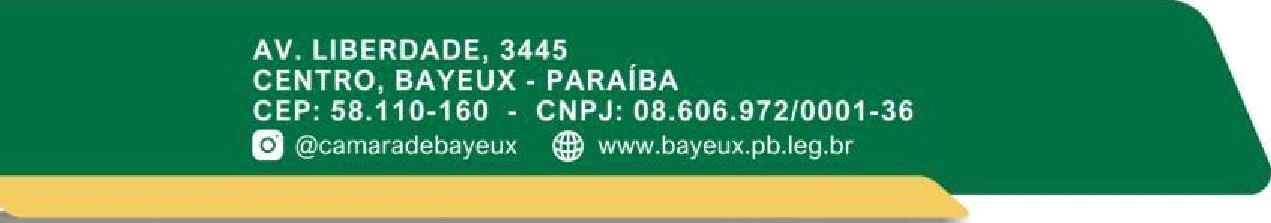 AV. LIBERDADE, 3445
CENTRO, BAYEUX - PARAÍBA
CEP: 58.110-160 - CNPJ: 08.606.972/0001-36
@camaradebayeux www.bayeux.pb.leg.br